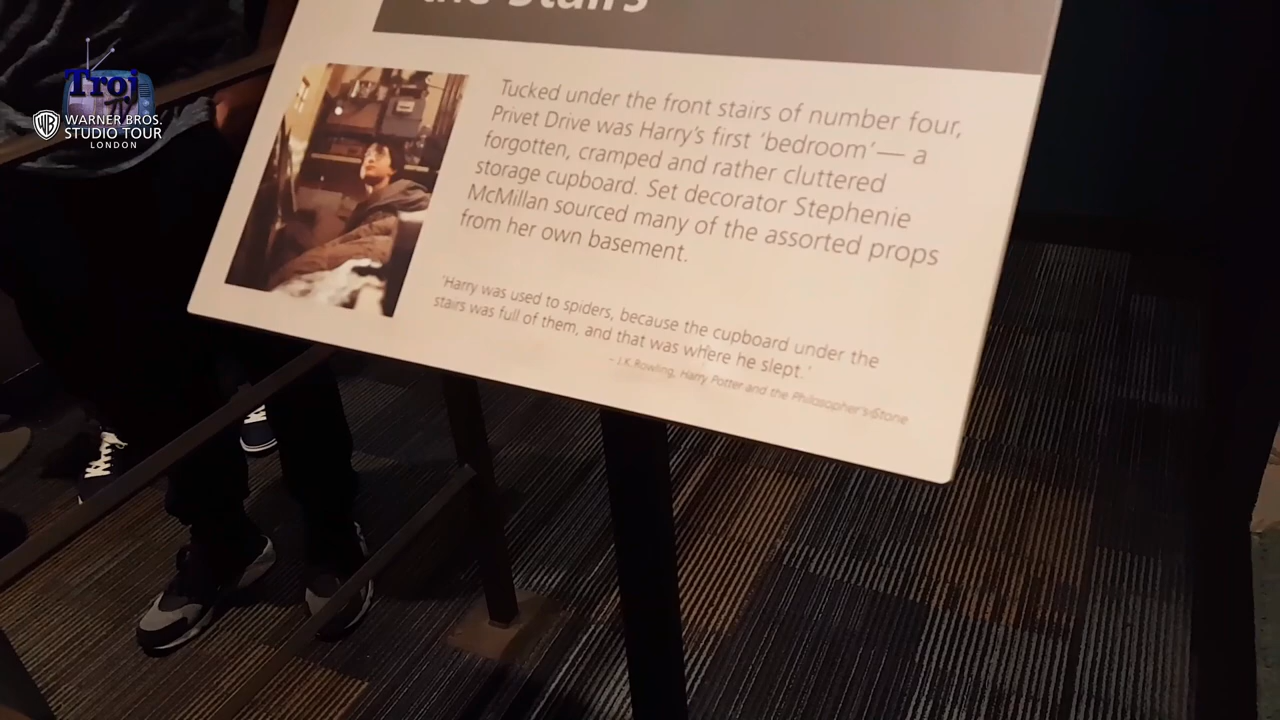 Troj
TV
WARNER BROS.
STUDIO TOUR
LONDON
the Stairs
Tucked under the front stairs of number four,
Privet Drive was Harry's first 'bedroom'— a
forgotten, cramped and rather cluttered
storage cupboard. Set decorator Stephenie
McMillan sourced many of the assorted props
from her own basement.
'Harry was used to spiders, because the cupboard under the
stairs was full of them, and that was where he slept.'
– J.K.Rowling, Harry Potter and the Philosopher's Stone